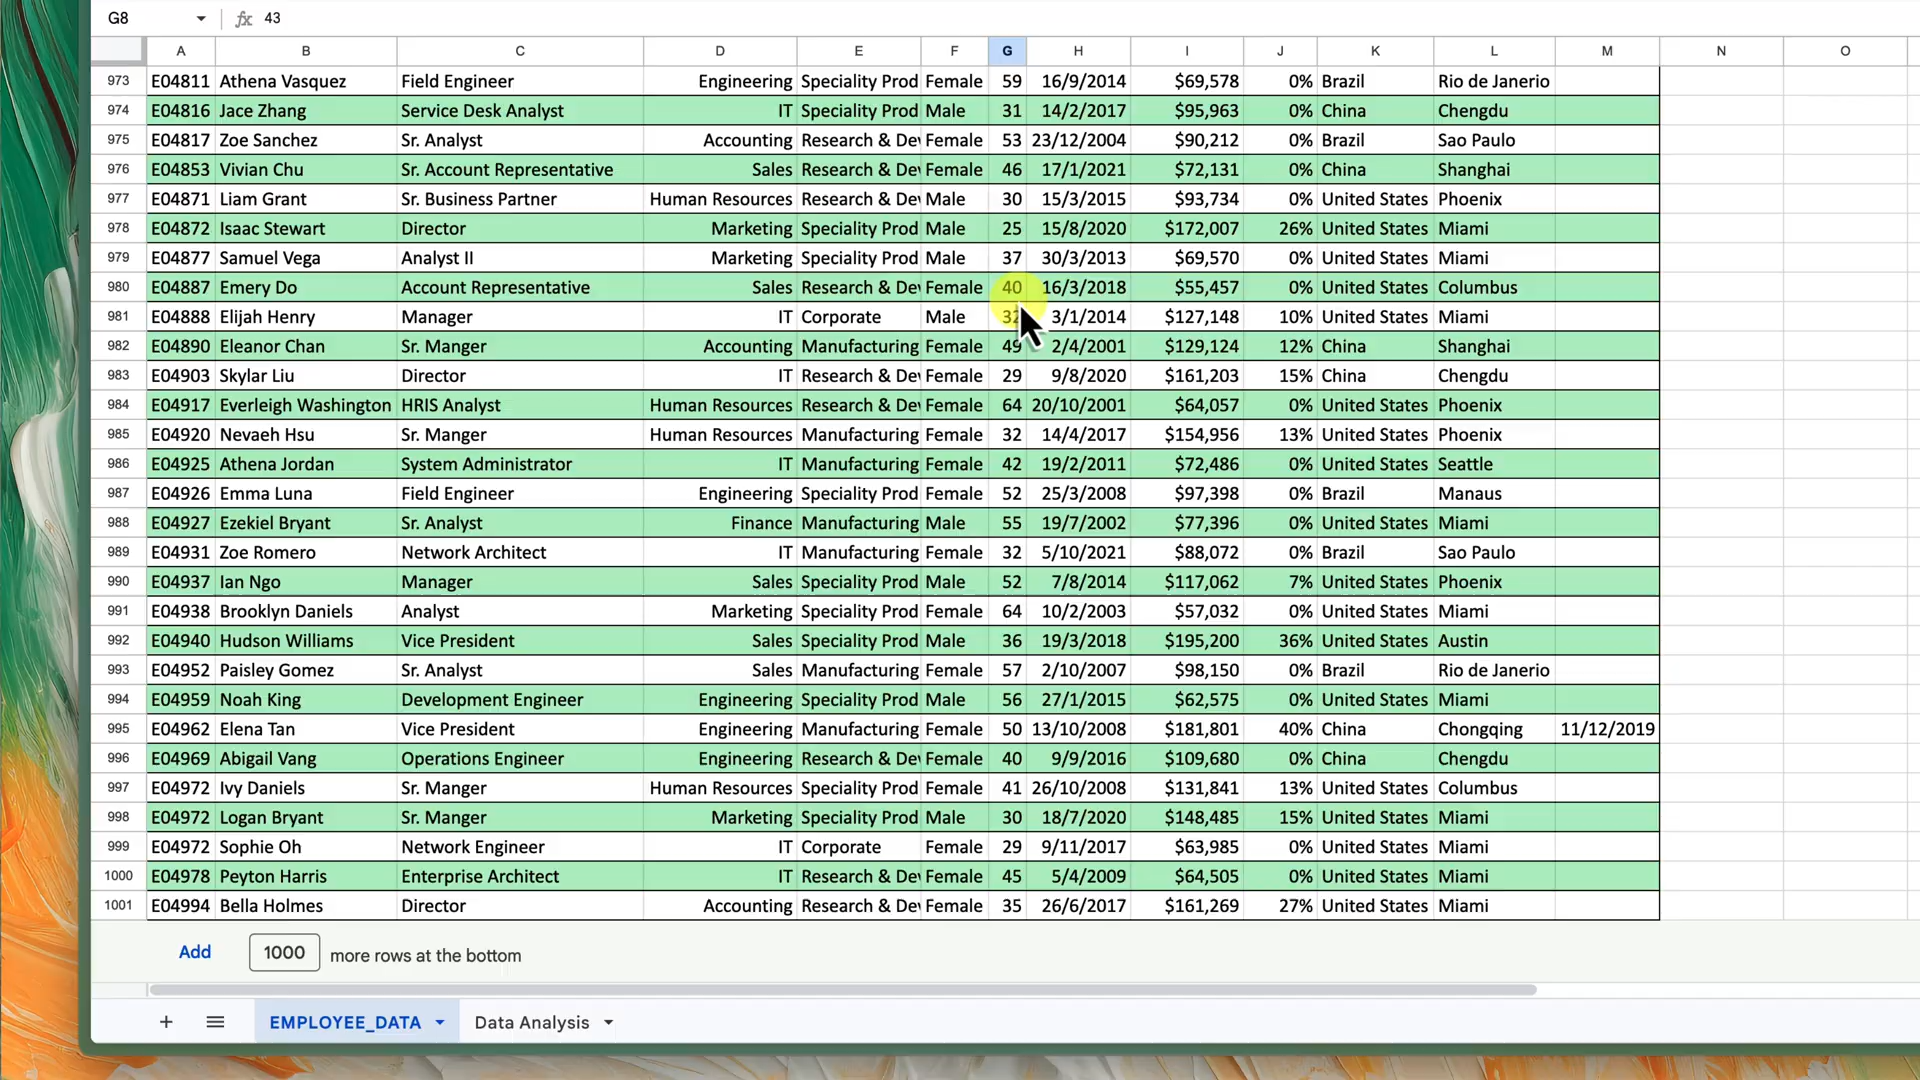 G8 fx 43
A B C D E F G H I J K L M N O
973 E04811 Athena Vasquez Field Engineer Engineering Speciality Prod Female 59 16/9/2014 $69,578 0% Brazil Rio de Janerio
974 E04816 Jace Zhang Service Desk Analyst IT Speciality Prod Male 31 14/2/2017 $95,963 0% China Chengdu
975 E04817 Zoe Sanchez Sr. Analyst Accounting Research & De Female 53 23/12/2004 $90,212 0% Brazil Sao Paulo
976 E04853 Vivian Chu Sr. Account Representative Sales Research & De Female 46 17/1/2021 $72,131 0% China Shanghai
977 E04871 Liam Grant Sr. Business Partner Human Resources Research & De Male 30 15/3/2015 $93,734 0% United States Phoenix
978 E04872 Isaac Stewart Director Marketing Speciality Prod Male 25 15/8/2020 $172,007 26% United States Miami
979 E04877 Samuel Vega Analyst II Marketing Speciality Prod Male 37 30/3/2013 $69,570 0% United States Miami
980 E04887 Emery Do Account Representative Sales Research & De Female 40 16/3/2018 $55,457 0% United States Columbus
981 E04888 Elijah Henry Manager IT Corporate Male 32 3/1/2014 $127,148 10% United States Miami
982 E04890 Eleanor Chan Sr. Manger Accounting Manufacturing Female 49 2/4/2001 $129,124 12% China Shanghai
983 E04903 Skylar Liu Director IT Research & De Female 29 9/8/2020 $161,203 15% China Chengdu
984 E04917 Everleigh Washington HRIS Analyst Human Resources Research & De Female 64 20/10/2001 $64,057 0% United States Phoenix
985 E04920 Nevaeh Hsu Sr. Manger Human Resources Manufacturing Female 32 14/4/2017 $154,956 13% United States Phoenix
986 E04925 Athena Jordan System Administrator IT Manufacturing Female 42 19/2/2011 $72,486 0% United States Seattle
987 E04926 Emma Luna Field Engineer Engineering Speciality Prod Female 52 25/3/2008 $97,398 0% Brazil Manaus
988 E04927 Ezekiel Bryant Sr. Analyst Finance Manufacturing Male 55 19/7/2002 $77,396 0% United States Miami
989 E04931 Zoe Romero Network Architect IT Manufacturing Female 32 5/10/2021 $88,072 0% Brazil Sao Paulo
990 E04937 Ian Ngo Manager Sales Speciality Prod Male 52 7/8/2014 $117,062 7% United States Phoenix
991 E04938 Brooklyn Daniels Analyst Marketing Speciality Prod Female 64 10/2/2003 $57,032 0% United States Miami
992 E04940 Hudson Williams Vice President Sales Speciality Prod Male 36 19/3/2018 $195,200 36% United States Austin
993 E04952 Paisley Gomez Sr. Analyst Sales Manufacturing Female 57 2/10/2007 $98,150 0% Brazil Rio de Janerio
994 E04959 Noah King Development Engineer Engineering Speciality Prod Male 56 27/1/2015 $62,575 0% United States Miami
995 E04962 Elena Tan Vice President Engineering Manufacturing Female 50 13/10/2008 $181,801 40% China Chongqing 11/12/2019
996 E04969 Abigail Vang Operations Engineer Engineering Research & De Female 40 9/9/2016 $109,680 0% China Chengdu
997 E04972 Ivy Daniels Sr. Manger Human Resources Speciality Prod Female 41 26/10/2008 $131,841 13% United States Columbus
998 E04972 Logan Bryant Sr. Manger Marketing Speciality Prod Male 30 18/7/2020 $148,485 15% United States Miami
999 E04972 Sophie Oh Network Engineer IT Corporate Female 29 9/11/2017 $63,985 0% United States Miami
1000 E04978 Peyton Harris Enterprise Architect IT Research & De Female 45 5/4/2009 $64,505 0% United States Miami
1001 E04994 Bella Holmes Director Accounting Research & De Female 35 26/6/2017 $161,269 27% United States Miami
Add 1000 more rows at the bottom
EMPLOYEE_DATA Data Analysis